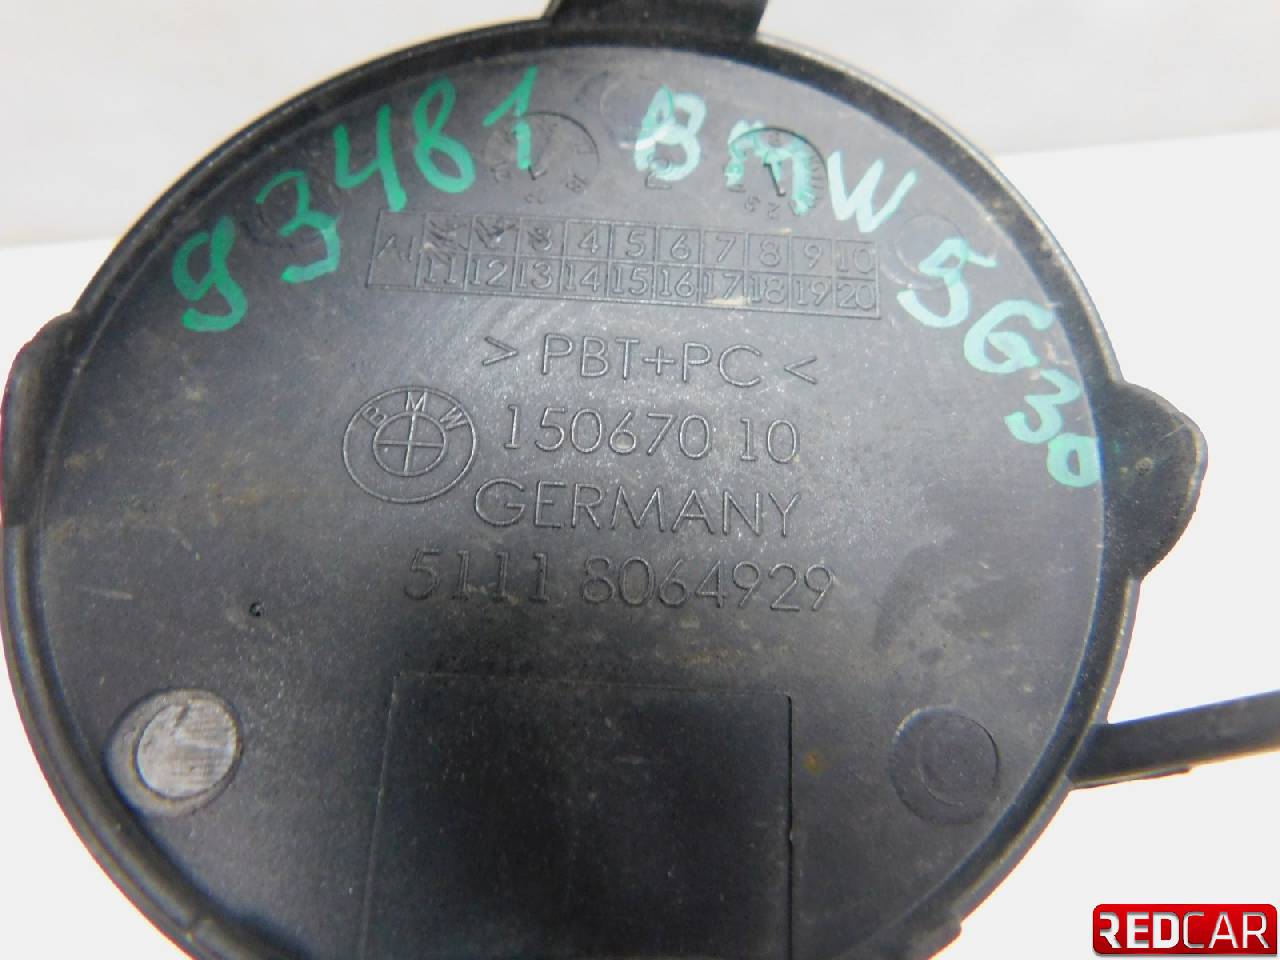 93481 BMW 5G30
AI 1 2 3 4 5 6 7 8 9 10
11 12 13 14 15 16 17 18 19 20
> PBT+PC <
BMW 150670 10
GERMANY
5111 8064929
REDCAR